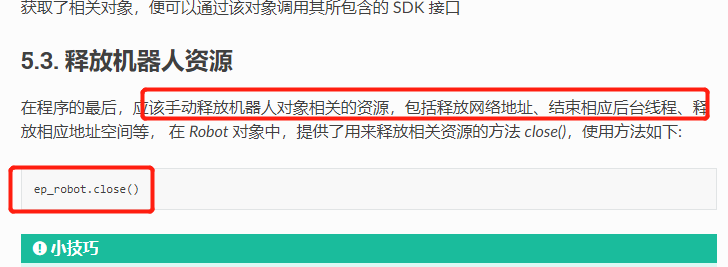 获取了相关对象，便可以通过该对象调用其所包含的 SDK 接口
5.3. 释放机器人资源
在程序的最后，应该手动释放机器人对象相关的资源，包括释放网络地址、结束相应后台线程、释
放相应地址空间等， 在 Robot 对象中，提供了用来释放相关资源的方法 close()，使用方法如下:
ep_robot.close()
小技巧